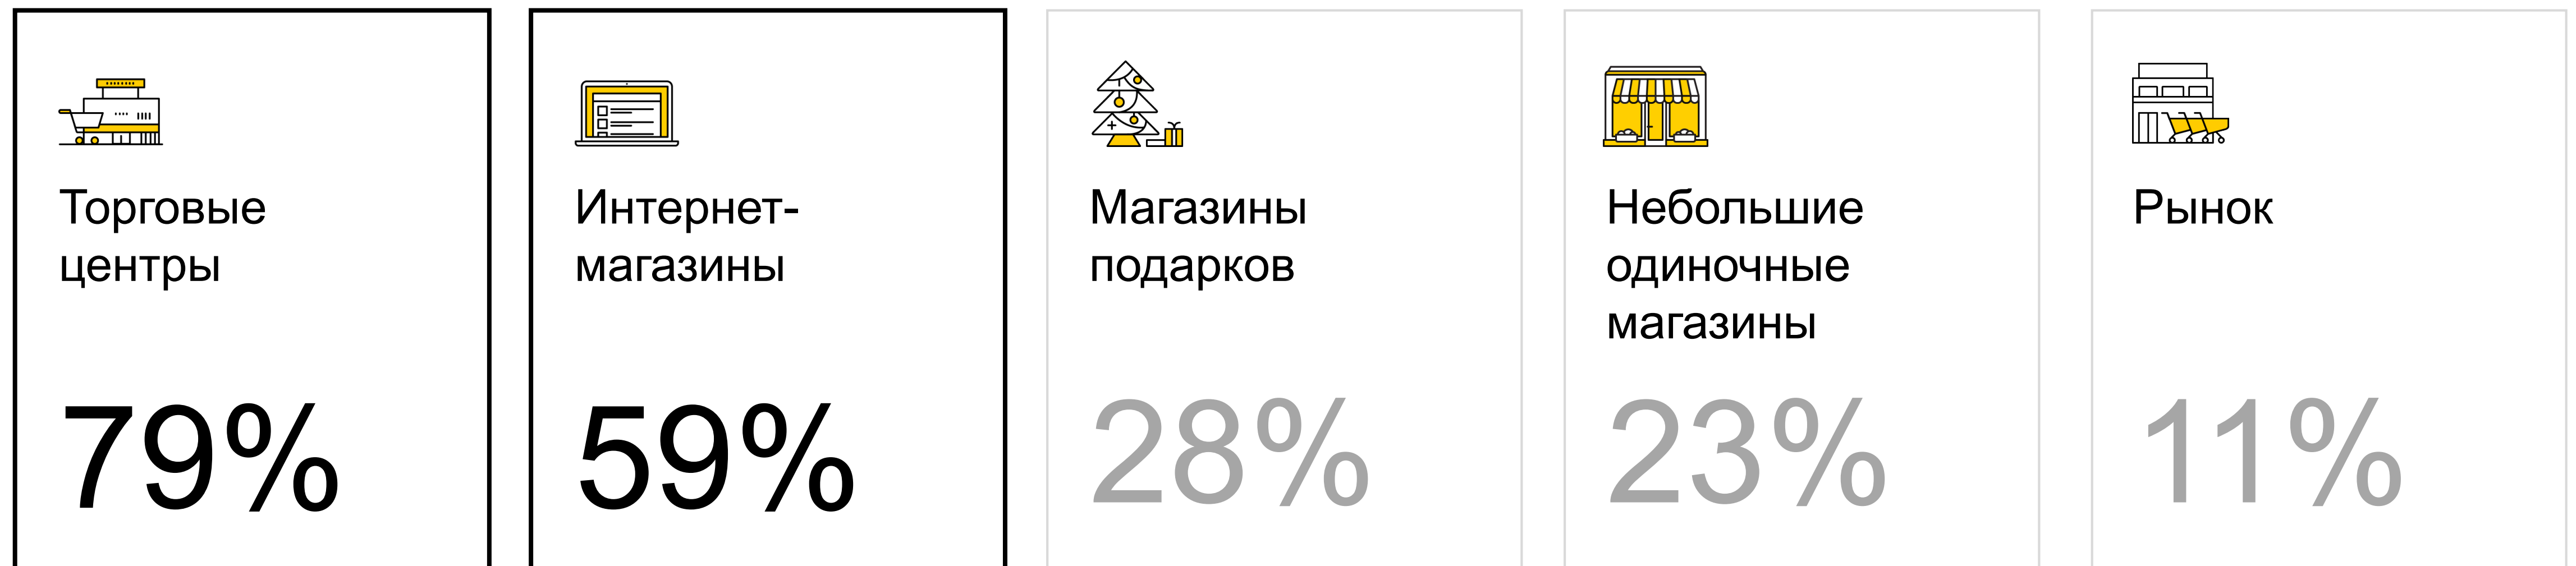 Торговые
центры
79%
Интернет-
магазины
59%
Магазины
подарков
28%
Небольшие
одиночные
магазины
23%
Рынок
11%